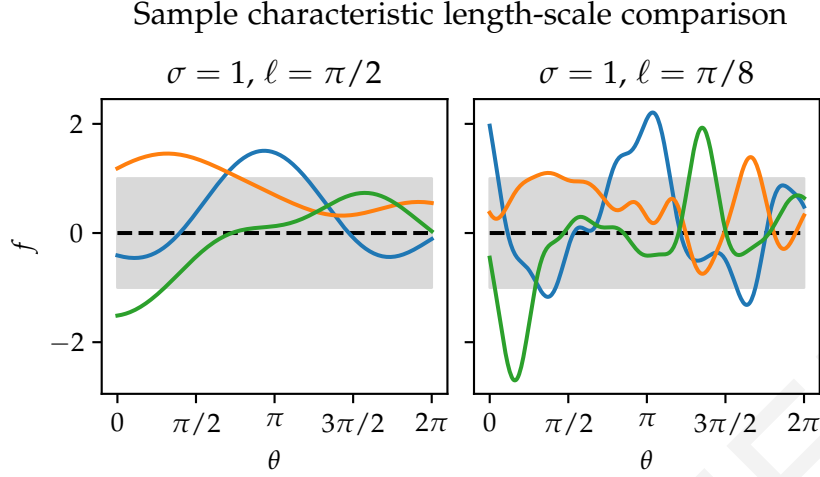 Sample characteristic length-scale comparison
σ = 1, ℓ = π/2
σ = 1, ℓ = π/8
2
0
−2
f
0 π/2 π 3π/2 2π
0 π/2 π 3π/2 2π
θ
θ